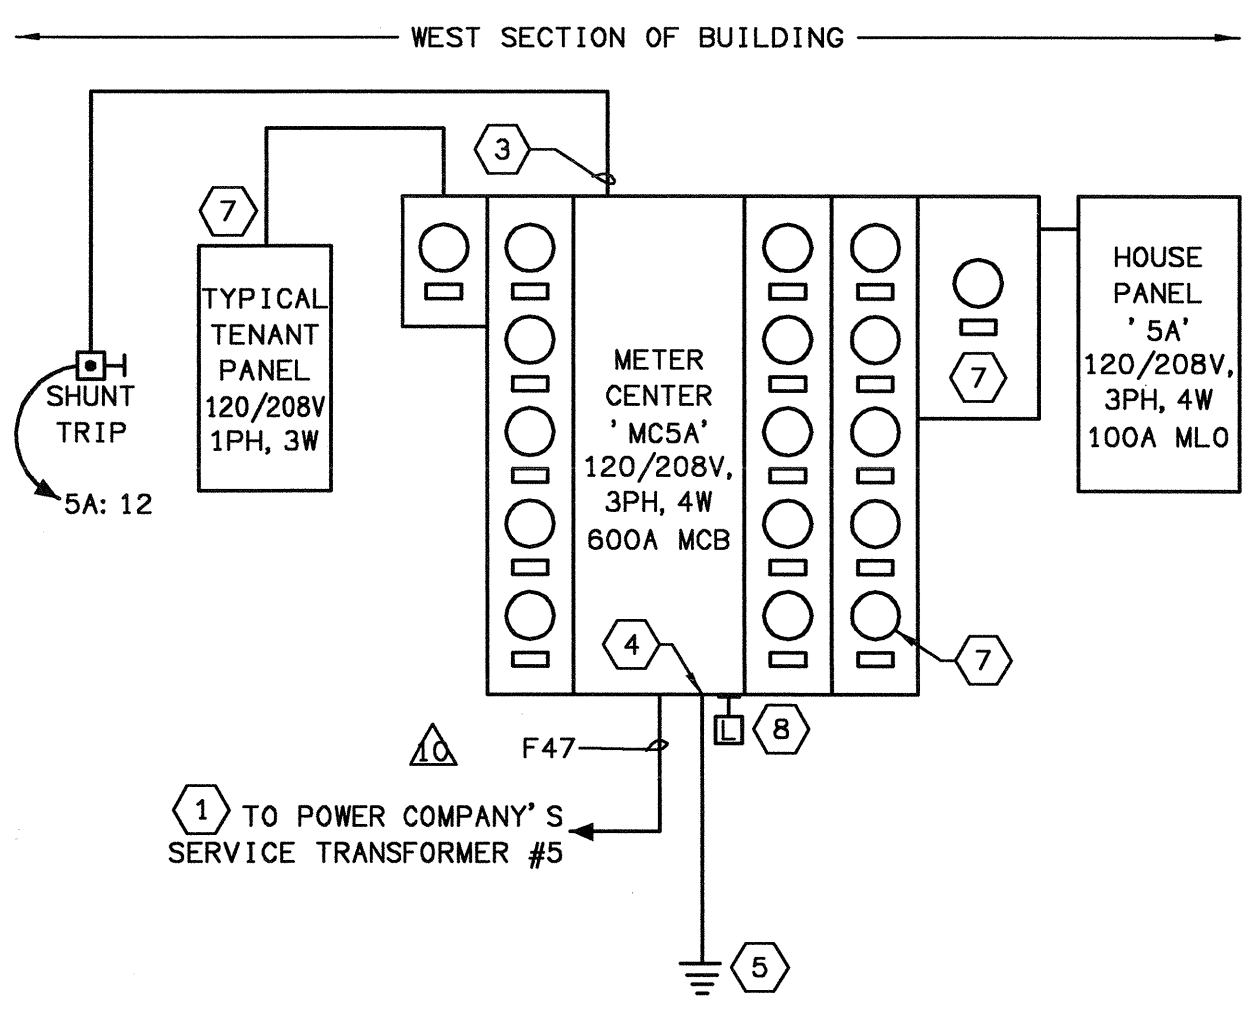 WEST SECTION OF BUILDING
3
7
TYPICAL
TENANT
PANEL
120/208V
1PH, 3W
SHUNT
TRIP
5A: 12
METER
CENTER
'MC5A'
120/208V,
3PH, 4W
600A MCB
7
HOUSE
PANEL
'5A'
120/208V,
3PH, 4W
100A MLO
4
7
L
8
10
F47
1
TO POWER COMPANY'S
SERVICE TRANSFORMER #5
5